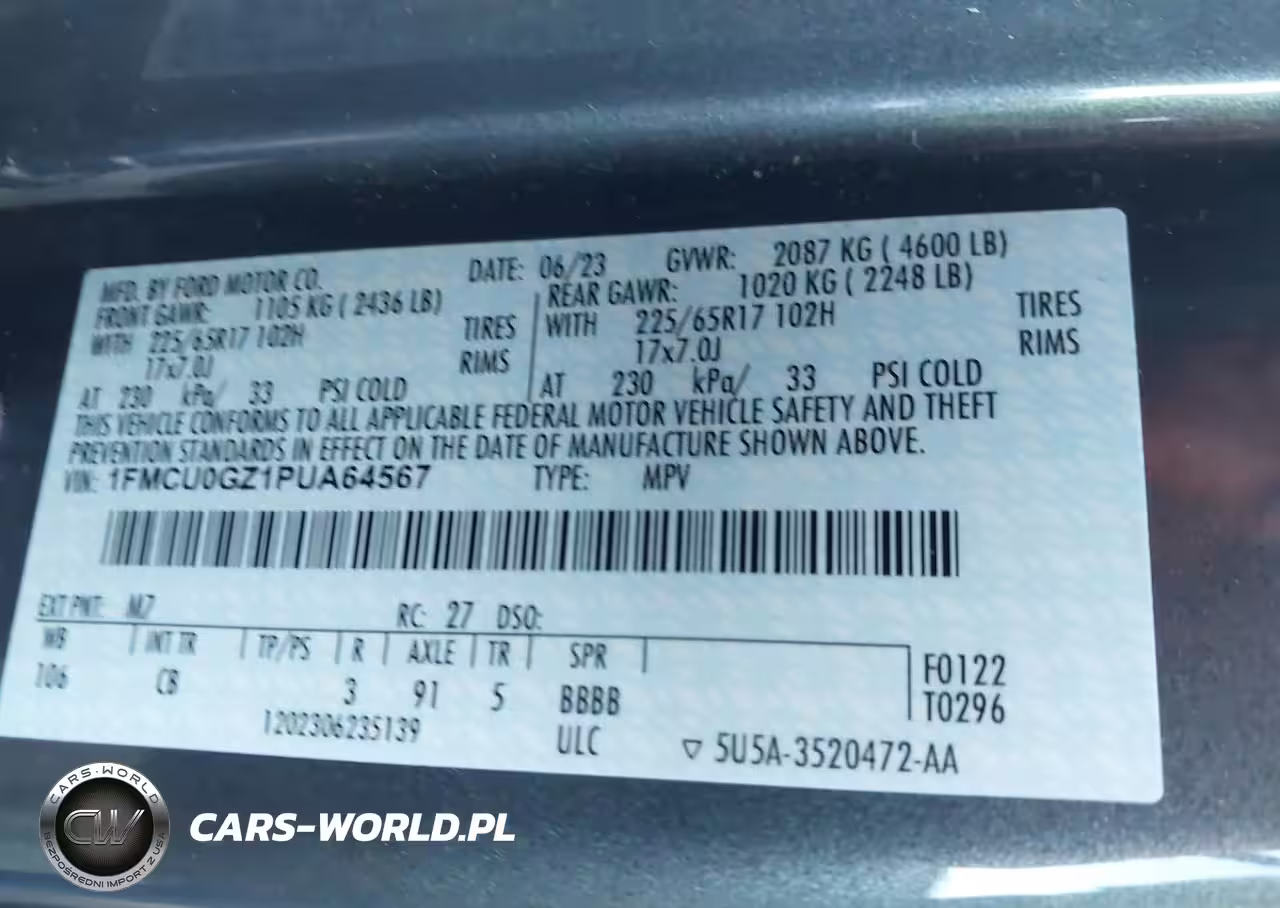 MFD. BY FORD MOTOR CO. DATE: 06/23 GVWR: 2087 KG ( 4600 LB)
FRONT GAWR: 1105 KG ( 2436 LB) REAR GAWR: 1020 KG ( 2248 LB)
WITH 225/65R17 102H TIRES WITH 225/65R17 102H TIRES
17x7.0J RIMS 17x7.0J RIMS
AT 230 kPa/ 33 PSI COLD AT 230 kPa/ 33 PSI COLD
THIS VEHICLE CONFORMS TO ALL APPLICABLE FEDERAL MOTOR VEHICLE SAFETY AND THEFT
PREVENTION STANDARDS IN EFFECT ON THE DATE OF MANUFACTURE SHOWN ABOVE.
VIN: 1FMCU0GZ1PUA64567 TYPE: MPV
EXT PNT: M7 RC: 27 DSO:
WB INT TR TP/PS R AXLE TR SPR F0122
106 CB 3 91 5 BBBB T0296
1202306235139 ULC ▽ 5U5A-3520472-AA
CARS-WORLD
CW
BEZPOŚREDNI IMPORT Z USA
CARS-WORLD.PL